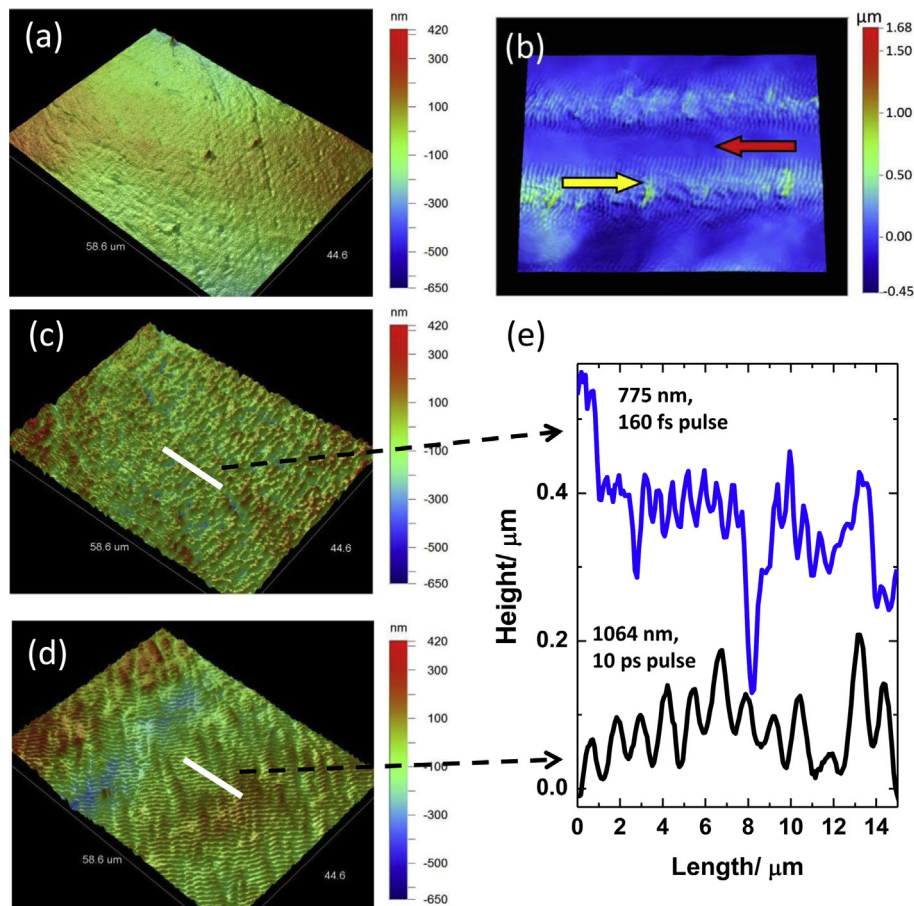 (a)
nm
420
300
100
-100
-300
-500
-650
58.6 um
44.6
(b)
µm
1.68
1.50
1.00
0.50
0.00
-0.45
(c)
nm
420
300
100
-100
-300
-500
-650
58.6 um
44.6
(d)
nm
420
300
100
-100
-300
-500
-650
58.6 um
44.6
(e)
775 nm,
160 fs pulse
1064 nm,
10 ps pulse
Height/ µm
0.4
0.2
0.0
0 2 4 6 8 10 12 14
Length/ µm